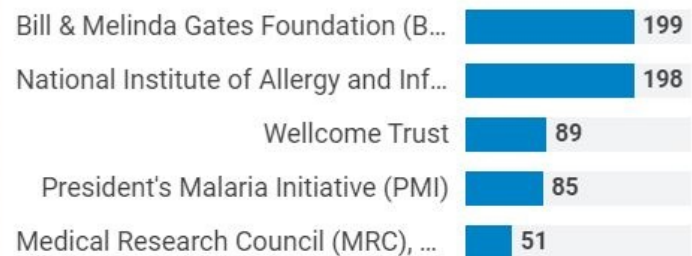 Bill & Melinda Gates Foundation (B... 199
National Institute of Allergy and Inf... 198
Wellcome Trust 89
President's Malaria Initiative (PMI) 85
Medical Research Council (MRC), ... 51